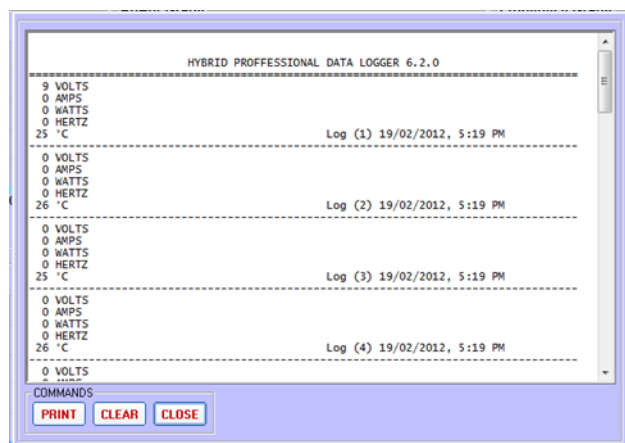 HYBRID PROFFESSIONAL DATA LOGGER 6.2.0
9 VOLTS
0 AMPS
0 WATTS
0 HERTZ
25 °C Log (1) 19/02/2012, 5:19 PM
0 VOLTS
0 AMPS
0 WATTS
0 HERTZ
26 °C Log (2) 19/02/2012, 5:19 PM
0 VOLTS
0 AMPS
0 WATTS
0 HERTZ
25 °C Log (3) 19/02/2012, 5:19 PM
0 VOLTS
0 AMPS
0 WATTS
0 HERTZ
26 °C Log (4) 19/02/2012, 5:19 PM
0 VOLTS
COMMANDS
PRINT CLEAR CLOSE